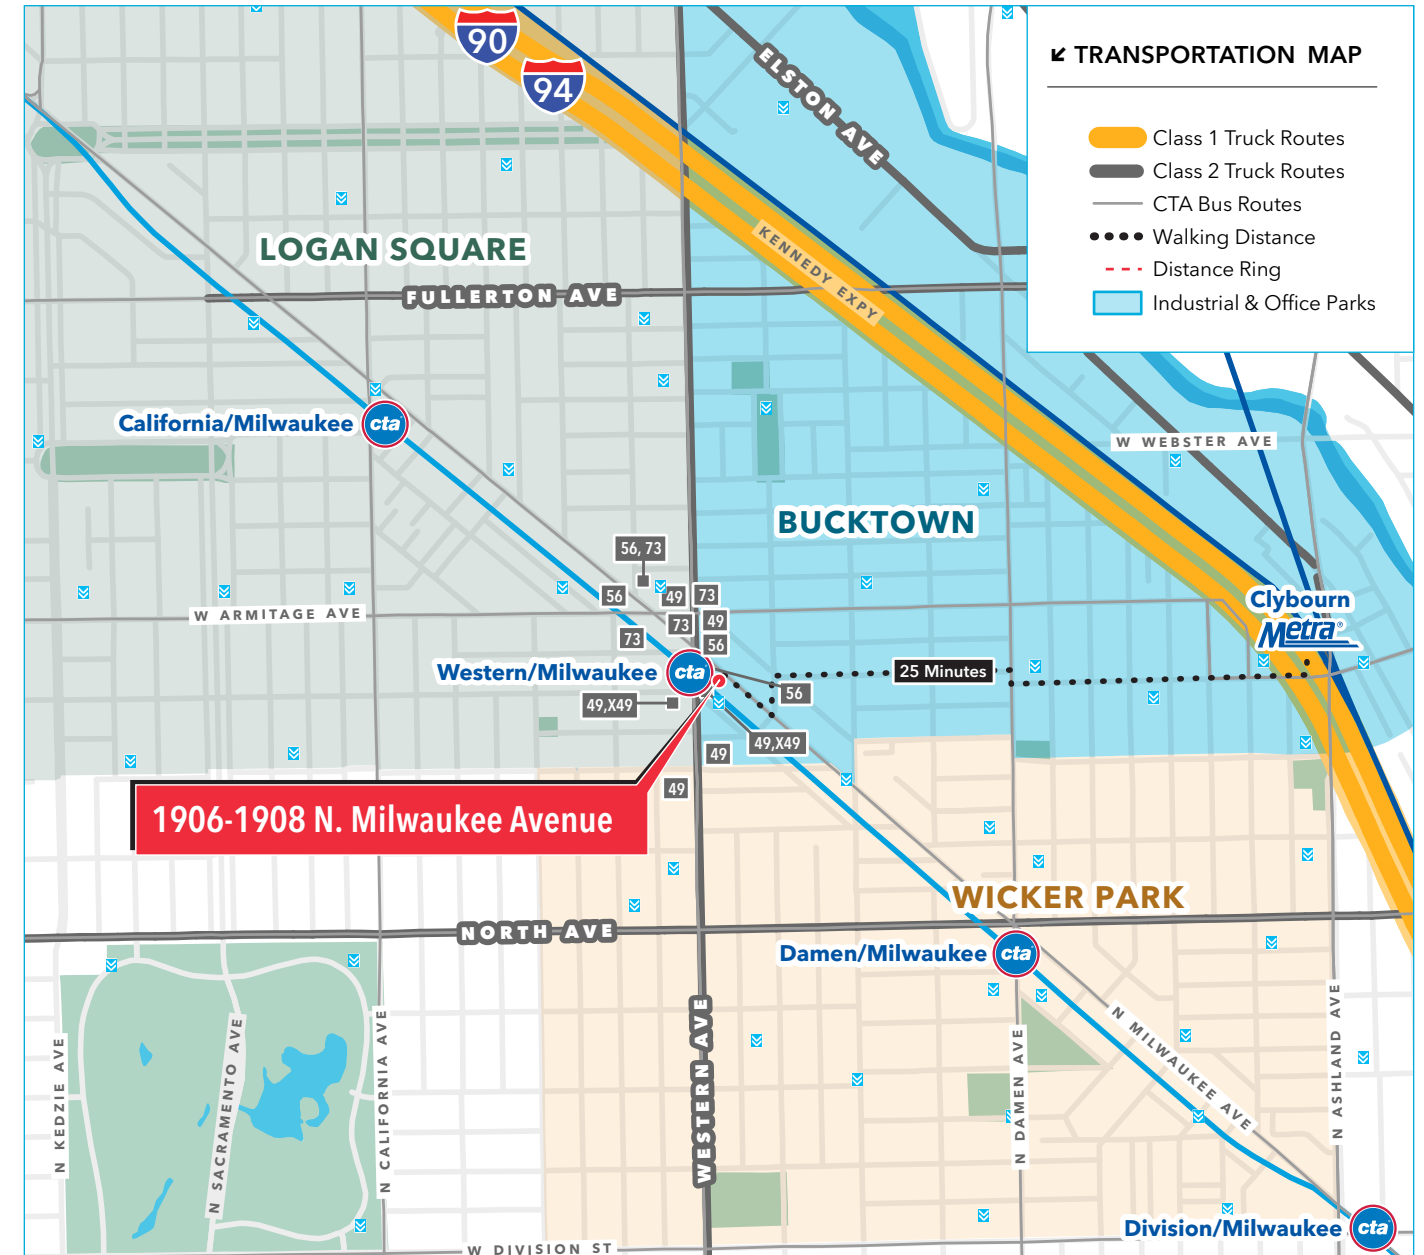 90
94
ELSTON AVE
TRANSPORTATION MAP
Class 1 Truck Routes
Class 2 Truck Routes
CTA Bus Routes
Walking Distance
Distance Ring
Industrial & Office Parks
LOGAN SQUARE
KENNEDY EXPY
FULLERTON AVE
California/Milwaukee
cta
W WEBSTER AVE
BUCKTOWN
56, 73
56
49
73
W ARMITAGE AVE
Clybourn
Metra®
73
73
49
56
Western/Milwaukee
cta
25 Minutes
56
49,X49
49,X49
49
49
1906-1908 N. Milwaukee Avenue
WICKER PARK
NORTH AVE
Damen/Milwaukee
cta
N KEDZIE AVE
N SACRAMENTO AVE
N CALIFORNIA AVE
WESTERN AVE
N DAMEN AVE
N MILWAUKEE AVE
N ASHLAND AVE
Division/Milwaukee
cta
W DIVISION ST